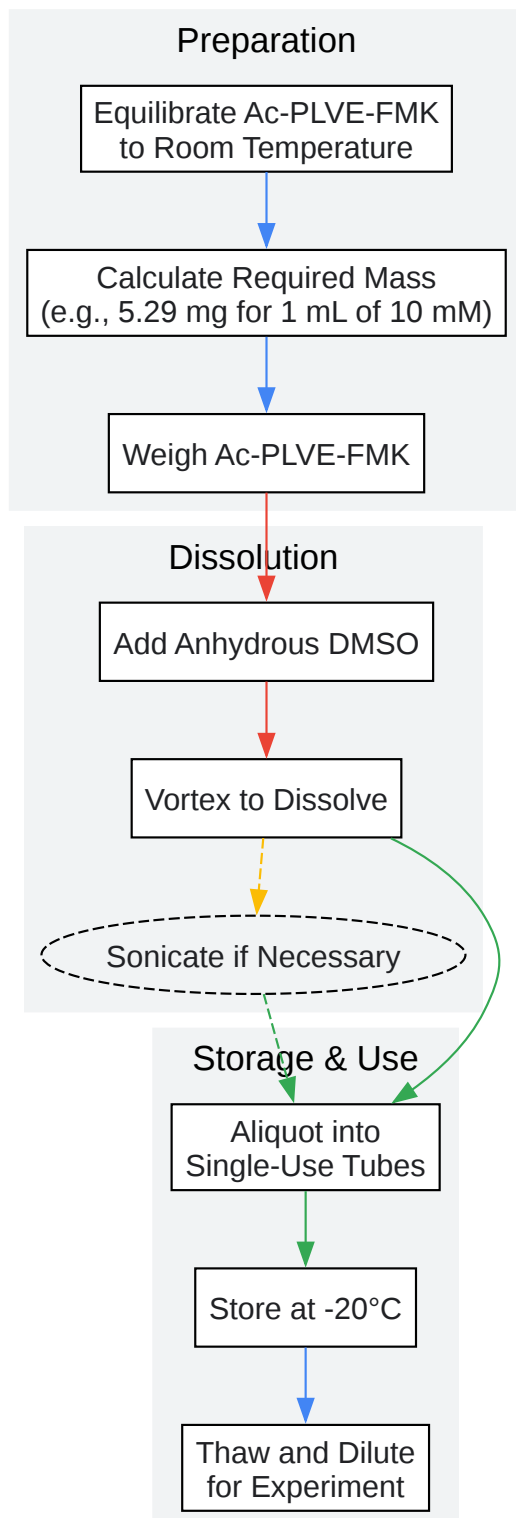 Preparation
Equilibrate Ac-PLVE-FMK
to Room Temperature
Calculate Required Mass
(e.g., 5.29 mg for 1 mL of 10 mM)
Weigh Ac-PLVE-FMK
Dissolution
Add Anhydrous DMSO
Vortex to Dissolve
Sonicate if Necessary
Storage & Use
Aliquot into
Single-Use Tubes
Store at -20°C
Thaw and Dilute
for Experiment